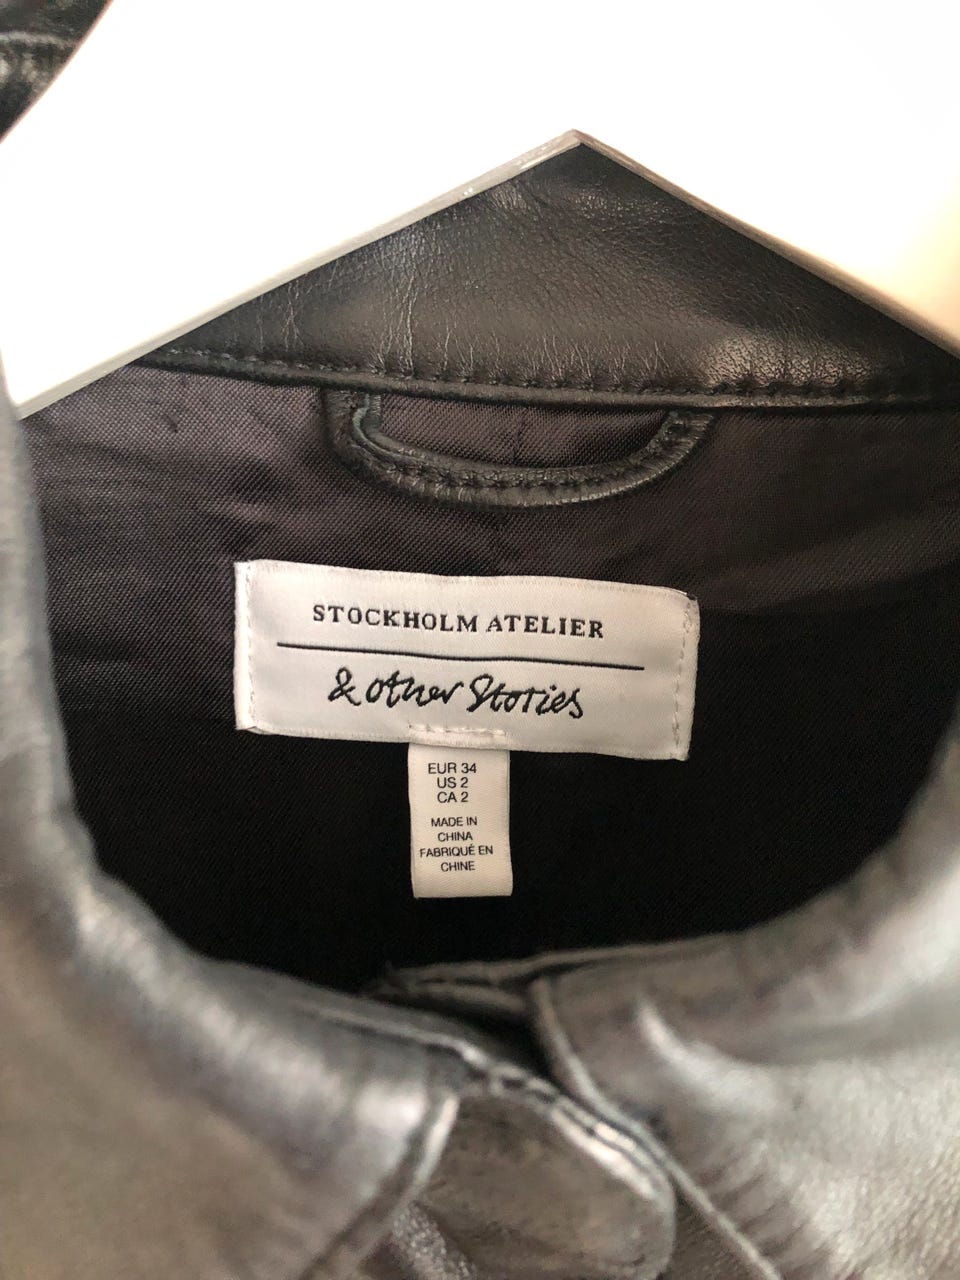 STOCKHOLM ATELIER
& other Stories
EUR 34
US 2
CA 2
MADE IN
CHINA
FABRIQUÉ EN
CHINE